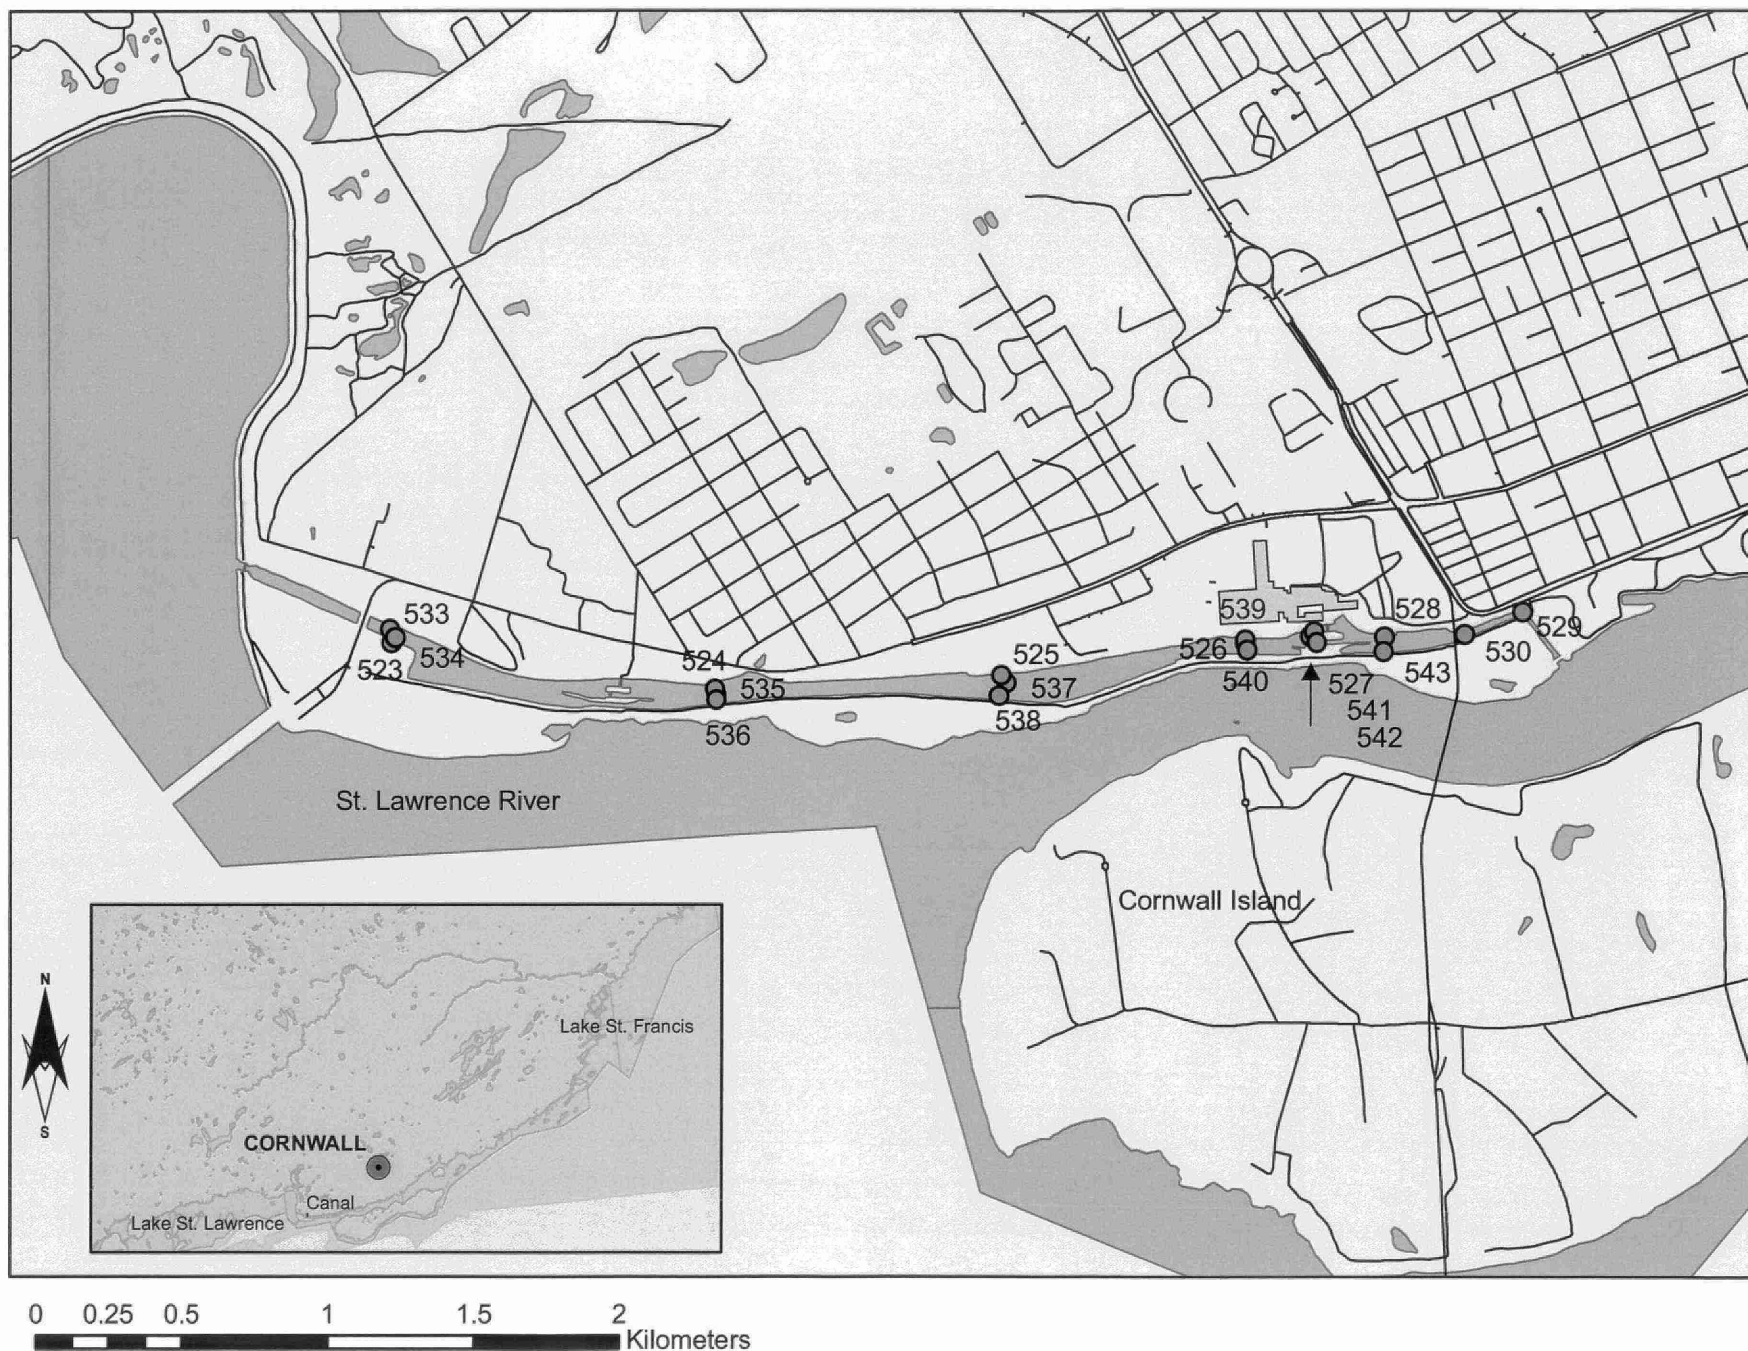 533
523
534
524
535
536
525
537
538
539
526
540
528
527
541
542
543
530
529
St. Lawrence River
Cornwall Island
N
S
Lake St. Francis
CORNWALL
Canal
Lake St. Lawrence
0 0.25 0.5 1 1.5 2
Kilometers